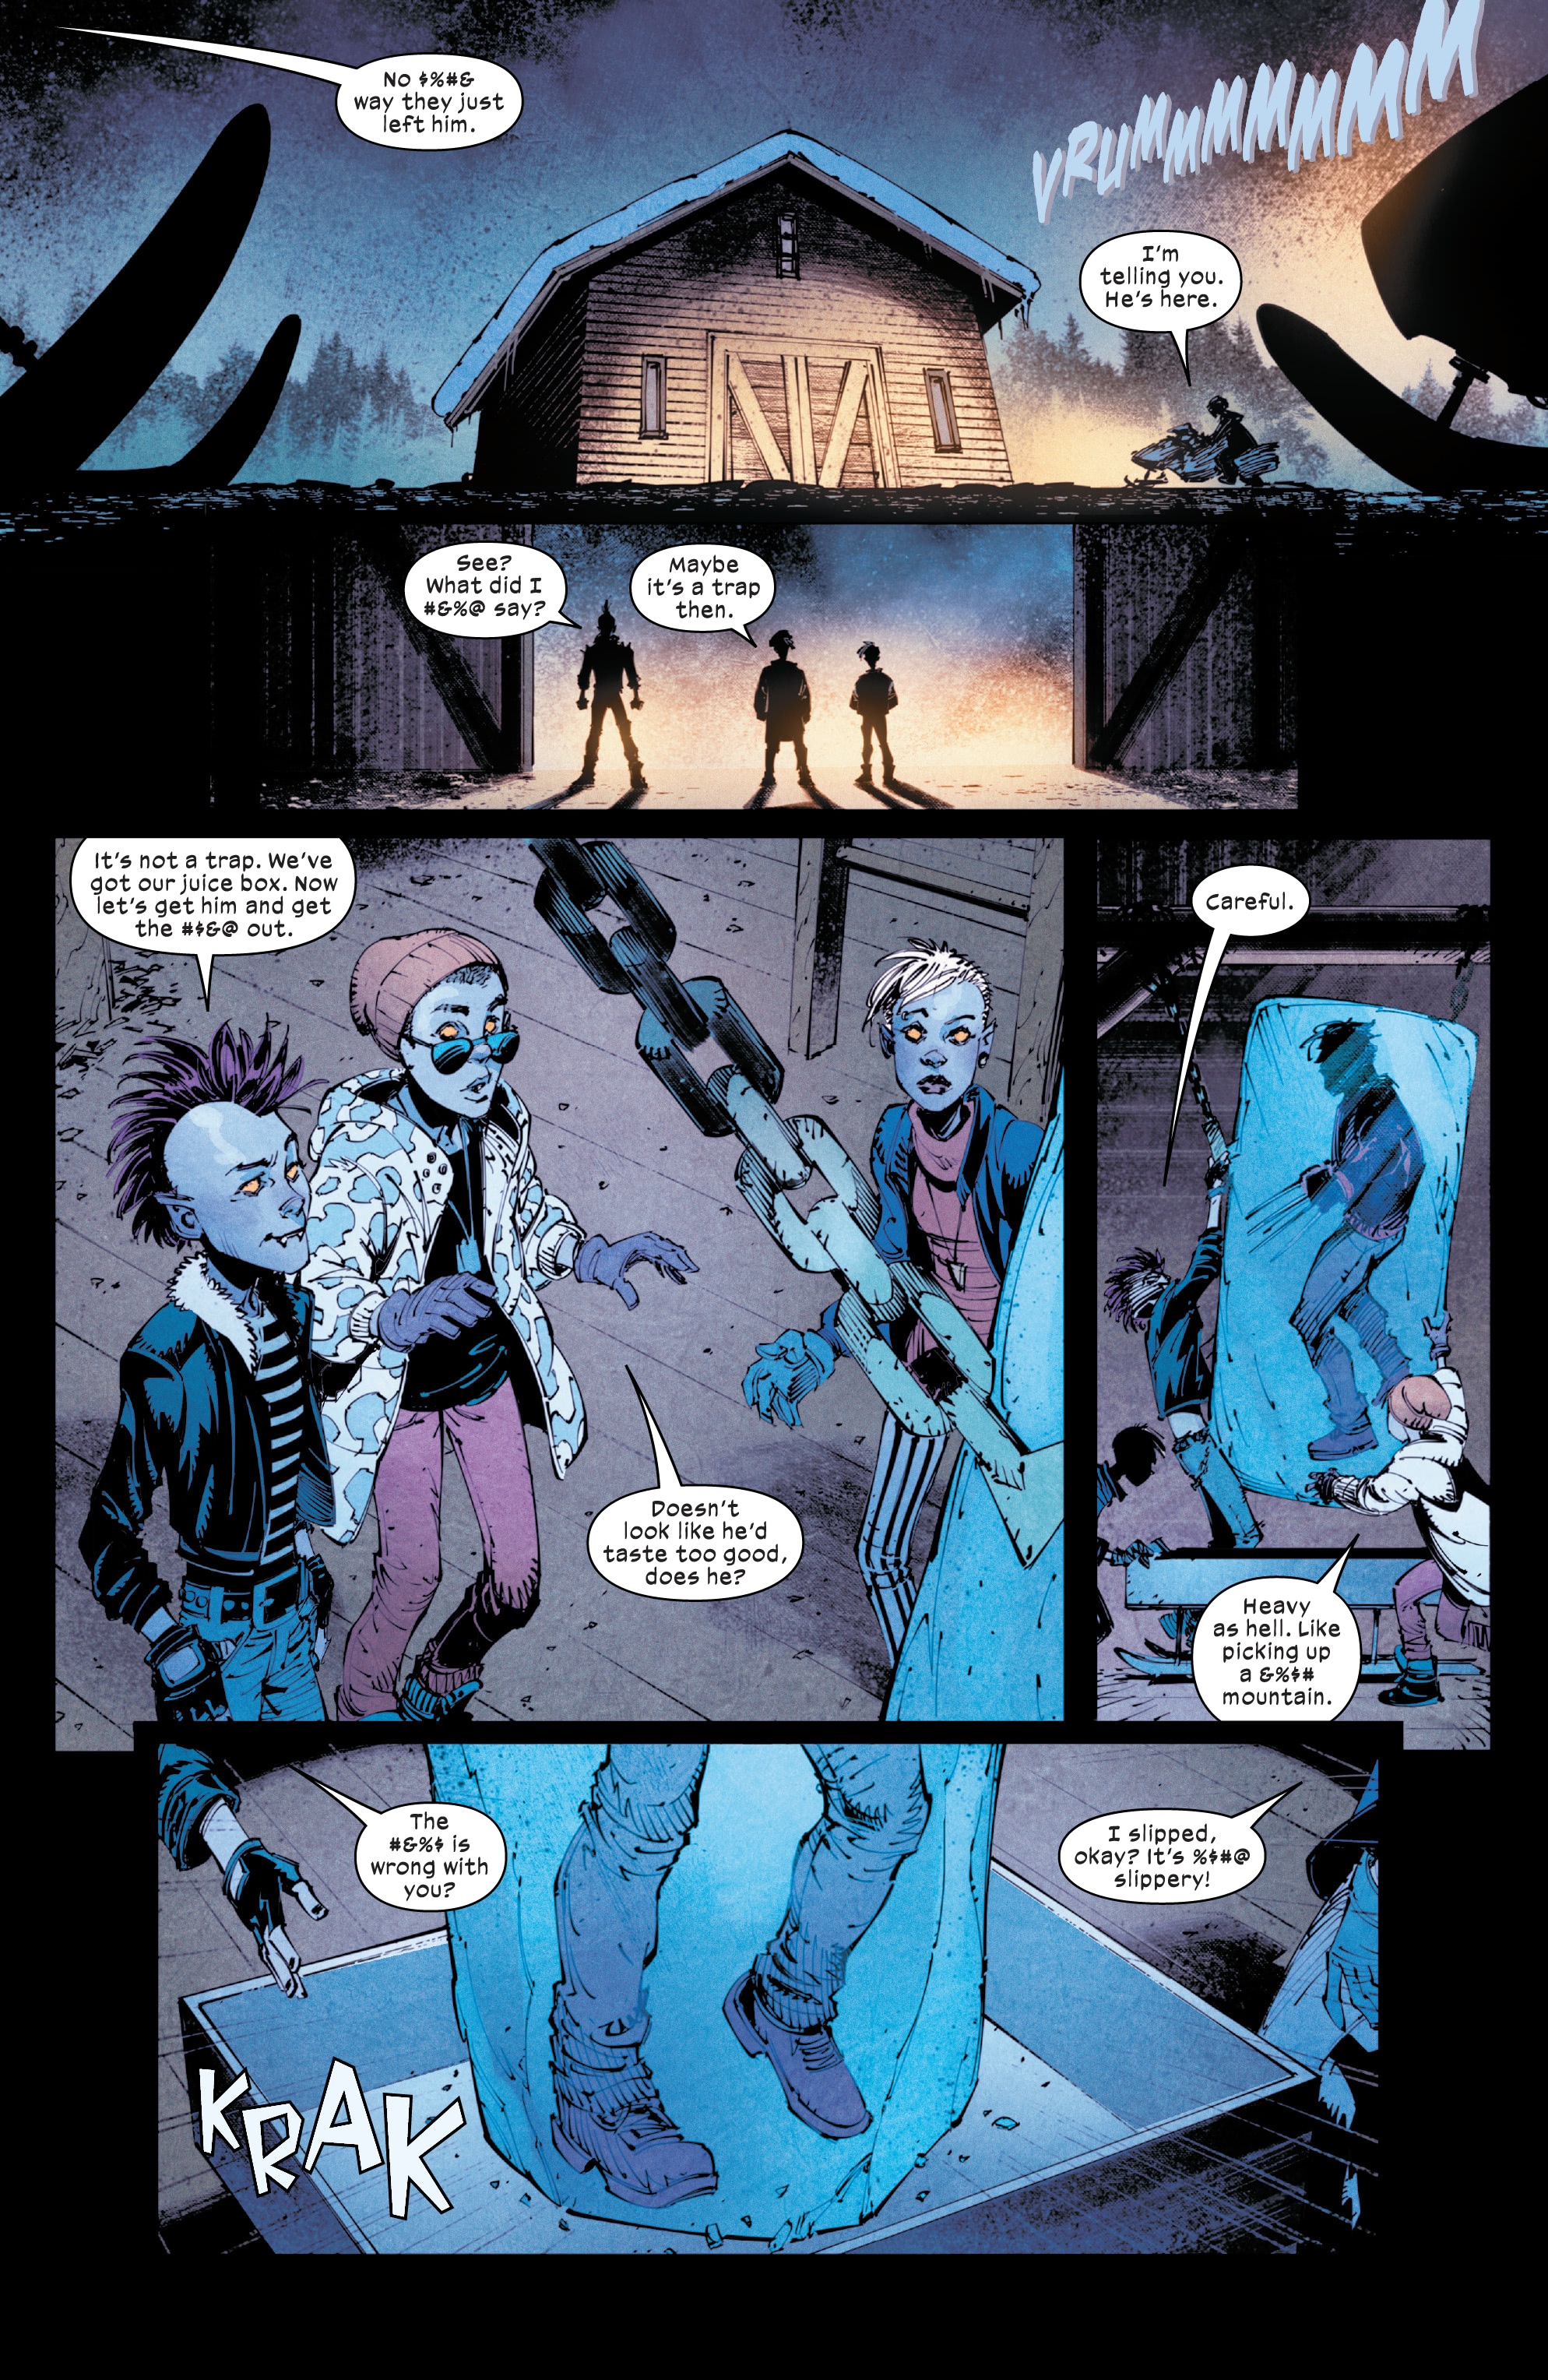 No $%#&
way they just
left him.
VRUMMMMMMMM
I'm
telling you.
He's here.
See?
What did I
#&%@ say?
Maybe
it's a trap
then.
It's not a trap. We've
got our juice box. Now
let's get him and get
the #$&@ out.
Doesn't
look like he'd
taste too good,
does he?
Careful.
Heavy
as hell. Like
picking up
a &%$#
mountain.
The
#&%$ is
wrong with
you?
I slipped,
okay? It's %$#@
slippery!
KRAK